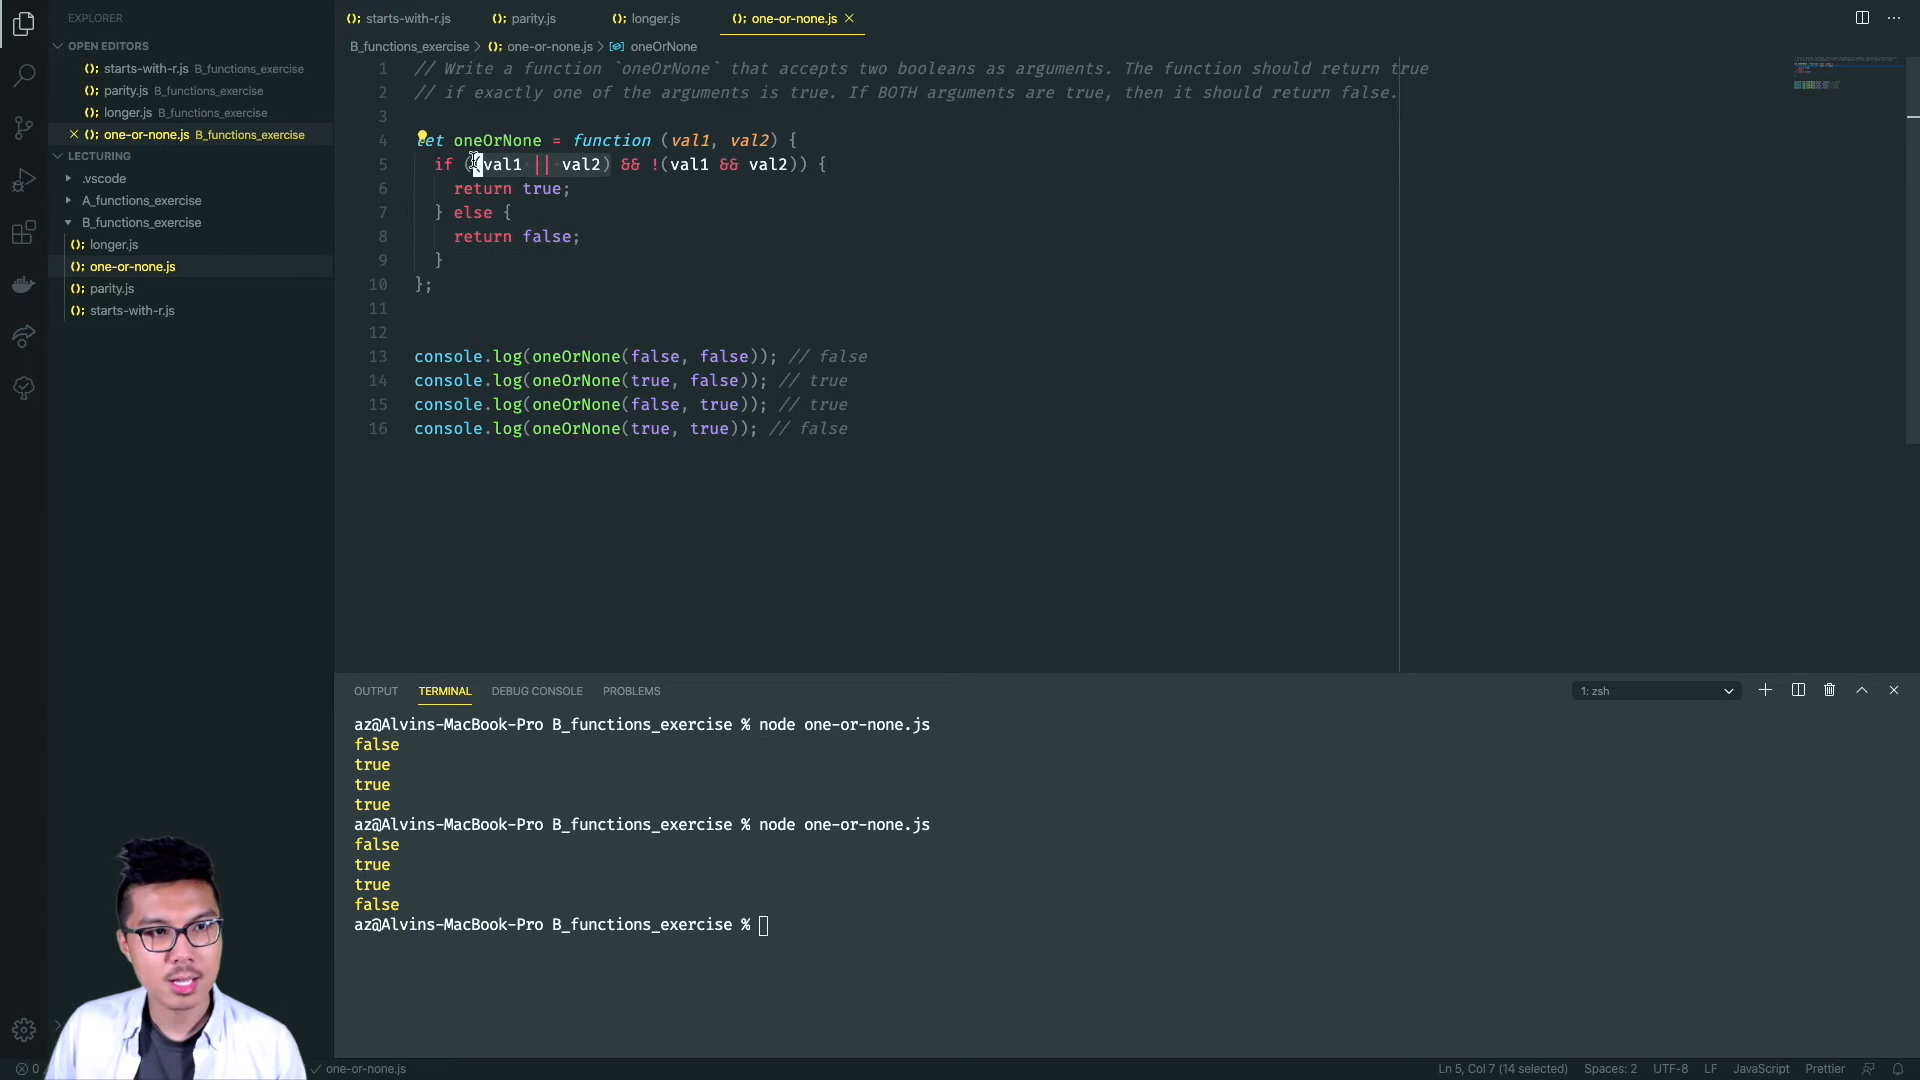 EXPLORER
OPEN EDITORS
starts-with-r.js B_functions_exercise
parity.js B_functions_exercise
longer.js B_functions_exercise
one-or-none.js B_functions_exercise
LECTURING
.vscode
A_functions_exercise
B_functions_exercise
longer.js
one-or-none.js
parity.js
starts-with-r.js
starts-with-r.js parity.js longer.js one-or-none.js
B_functions_exercise > one-or-none.js > oneOrNone
1 // Write a function `oneOrNone` that accepts two booleans as arguments. The function should return true
2 // if exactly one of the arguments is true. If BOTH arguments are true, then it should return false.
3
4 let oneOrNone = function (val1, val2) {
5 if ((val1 || val2) && !(val1 && val2)) {
6 return true;
7 } else {
8 return false;
9 }
10 };
11
12
13 console.log(oneOrNone(false, false)); // false
14 console.log(oneOrNone(true, false)); // true
15 console.log(oneOrNone(false, true)); // true
16 console.log(oneOrNone(true, true)); // false
OUTPUT TERMINAL DEBUG CONSOLE PROBLEMS
1: zsh
az@Alvins-MacBook-Pro B_functions_exercise % node one-or-none.js
false
true
true
true
az@Alvins-MacBook-Pro B_functions_exercise % node one-or-none.js
false
true
true
false
az@Alvins-MacBook-Pro B_functions_exercise %
0 one-or-none.js Ln 5, Col 7 (14 selected) Spaces: 2 UTF-8 LF JavaScript Prettier